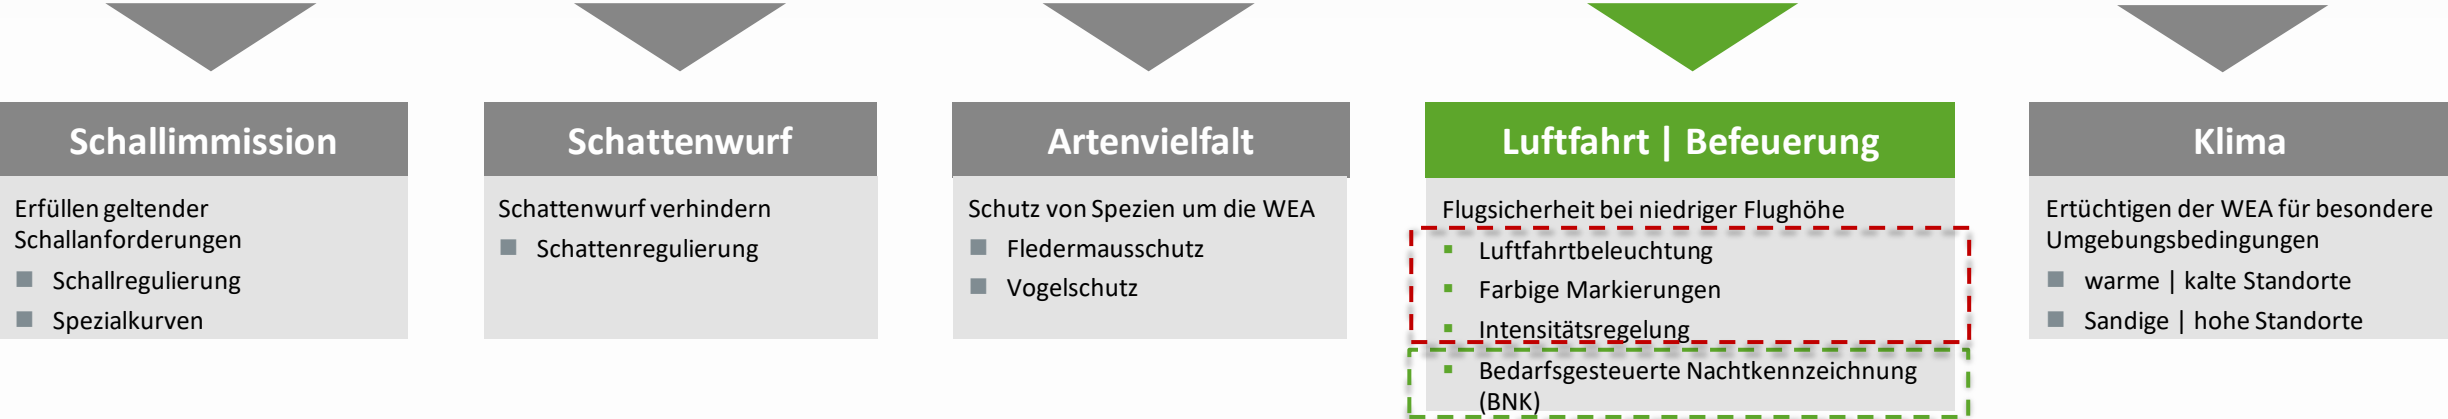 Schallimmission
Erfüllen geltender
Schallanforderungen
Schallregulierung
Spezialkurven
Schattenwurf
Schattenwurf verhindern
Schattenregulierung
Artenvielfalt
Schutz von Spezien um die WEA
Fledermausschutz
Vogelschutz
Luftfahrt | Befeuerung
Flugsicherheit bei niedriger Flughöhe
Luftfahrtbeleuchtung
Farbige Markierungen
Intensitätsregelung
Bedarfsgesteuerte Nachtkennzeichnung
(BNK)
Klima
Ertüchtigen der WEA für besondere
Umgebungsbedingungen
warme | kalte Standorte
Sandige | hohe Standorte